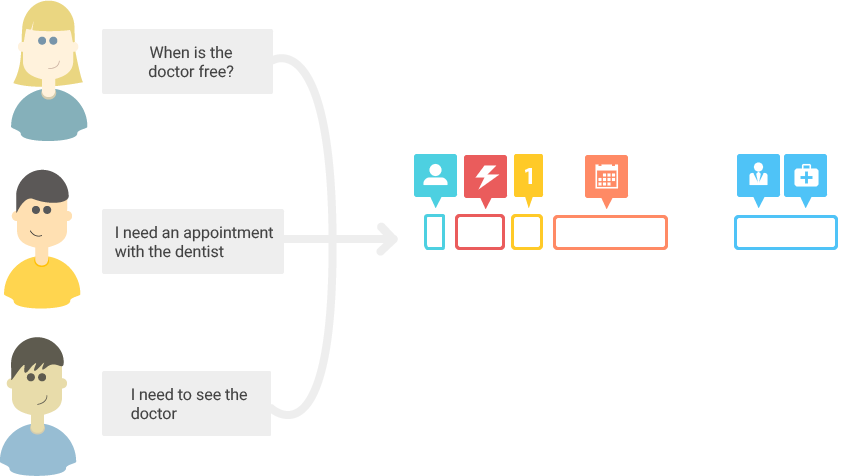 When is the
doctor free?
I need an appointment
with the dentist
1
I need to see the
doctor